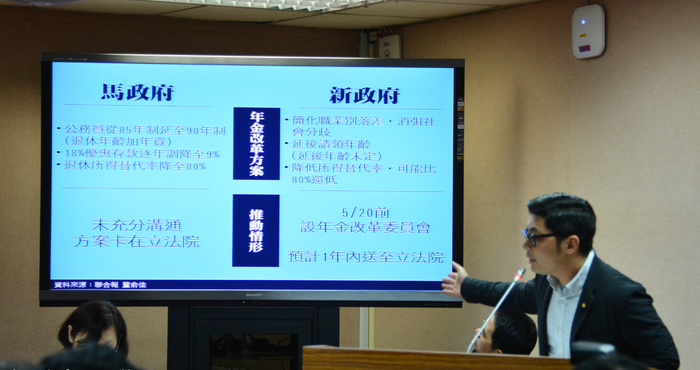 馬政府
新政府
年金改革方案
•公務員從85年制延至90年制
(退休年齡加年資)
•18%優惠存款逐年調降至9%
•退休所得替代率降至80%
•簡化職業別落差，消弭社
會分歧
•延後請領年齡
(延後年齡未定)
•降低所得替代率，可能比
80%還低
推動情形
未充分溝通
方案卡在立法院
5/20前
設年金改革委員會
預計1年內送至立法院
資料來源：聯合報 董俞佳
SHARP